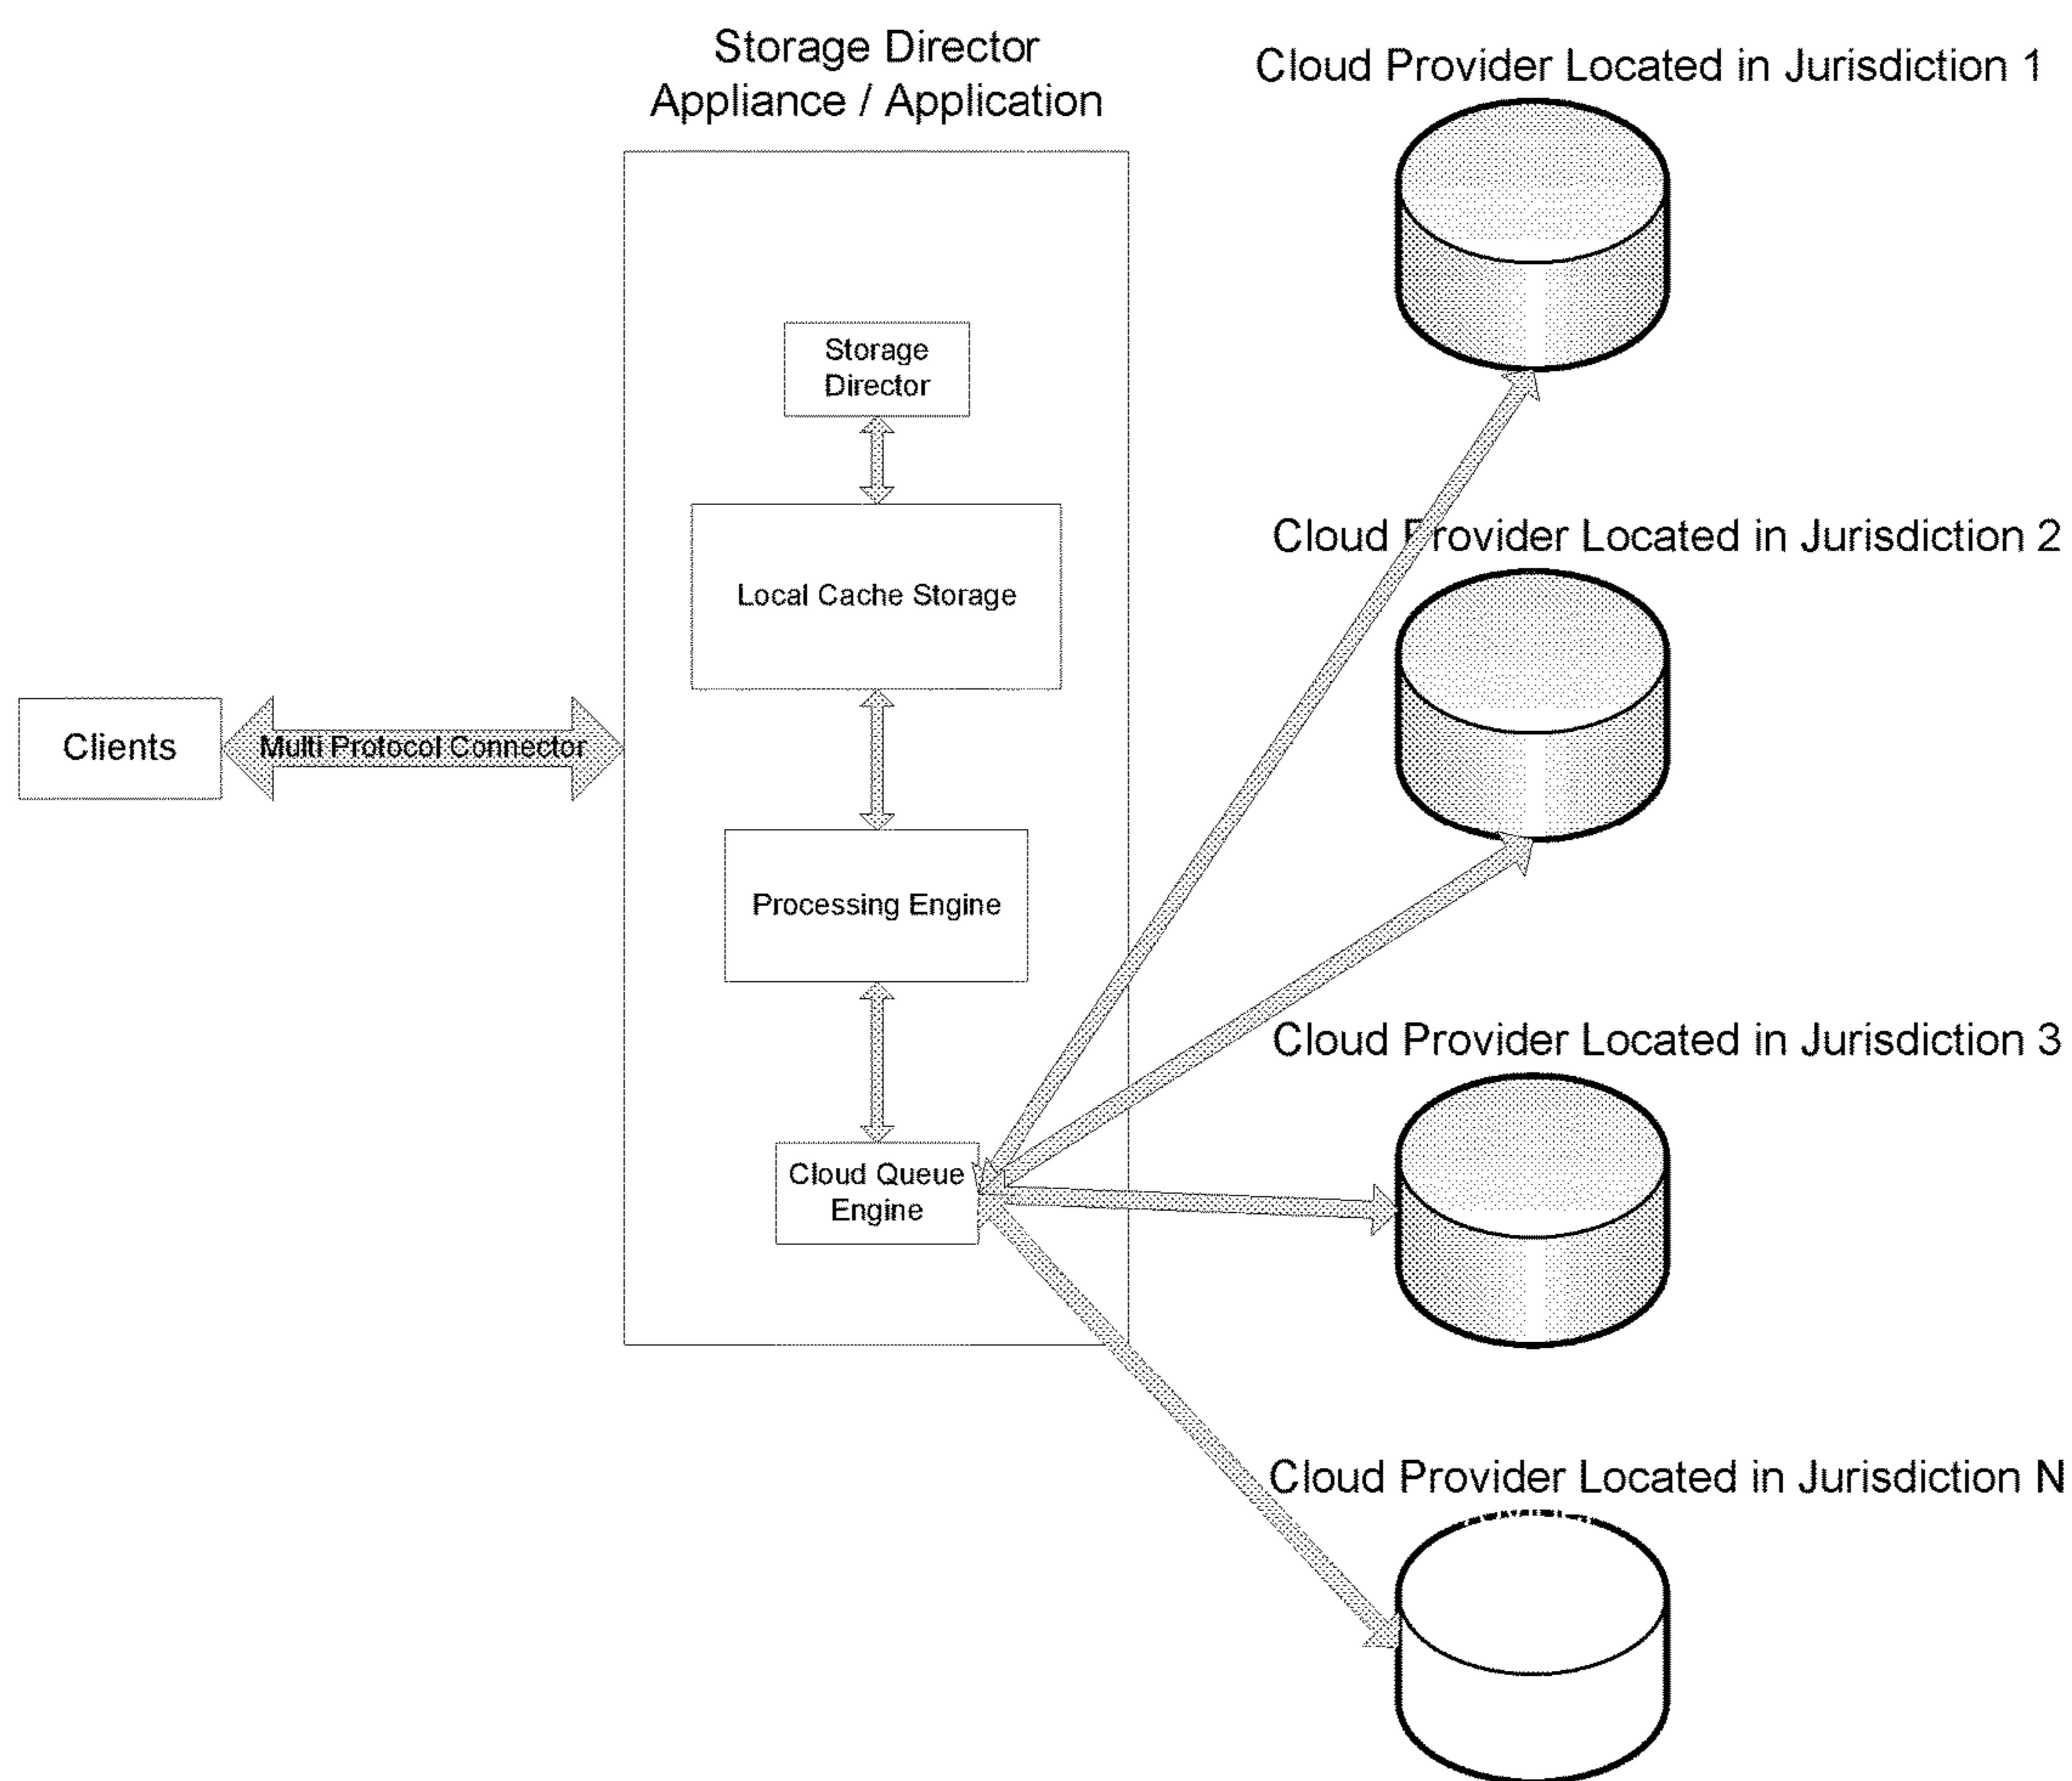 Storage Director
Appliance / Application
Cloud Provider Located in Jurisdiction 1
Storage
Director
Cloud Provider Located in Jurisdiction 2
Local Cache Storage
Clients
Multi Protocol Connector
Processing Engine
Cloud Provider Located in Jurisdiction 3
Cloud Queue
Engine
Cloud Provider Located in Jurisdiction N